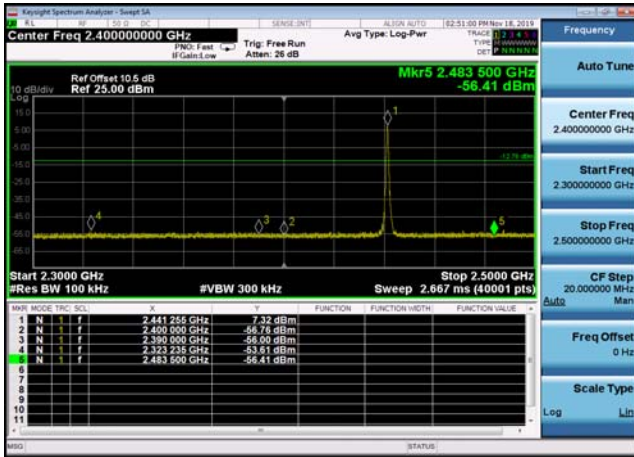 Keysight Spectrum Analyzer - Swept SA
RL RF 50 Ω DC SENSE:INT ALIGN AUTO 02:51:00 PM Nov 18, 2019
Center Freq 2.400000000 GHz
PNO: Fast Trig: Free Run Avg Type: Log-Pwr TRACE 1 2 3 4 5 6
IFGain:Low Atten: 26 dB TYPE
DET P N N N N N
Frequency
Auto Tune
Center Freq
2.400000000 GHz
Start Freq
2.300000000 GHz
Stop Freq
2.500000000 GHz
CF Step
20.000000 MHz
Auto Man
Freq Offset
0 Hz
Scale Type
Log Lin
Mkr5 2.483 500 GHz
-56.41 dBm
Ref Offset 10.5 dB
10 dB/div Ref 25.00 dBm
Log
15.0
5.00
-5.00
-15.0
-25.0
-35.0
-45.0
-55.0
-65.0
1
2
3
4
5
Start 2.3000 GHz Stop 2.5000 GHz
#Res BW 100 kHz #VBW 300 kHz Sweep 2.667 ms (40001 pts)
MKR MODE TRC SCL X Y FUNCTION FUNCTION WIDTH FUNCTION VALUE
1 N 1 f 2.441 255 GHz 7.32 dBm
2 N 1 f 2.400 000 GHz -56.76 dBm
3 N 1 f 2.390 000 GHz -56.00 dBm
4 N 1 f 2.323 235 GHz -53.61 dBm
5 N 1 f 2.483 500 GHz -56.41 dBm
6
7
8
9
10
11
MSG STATUS